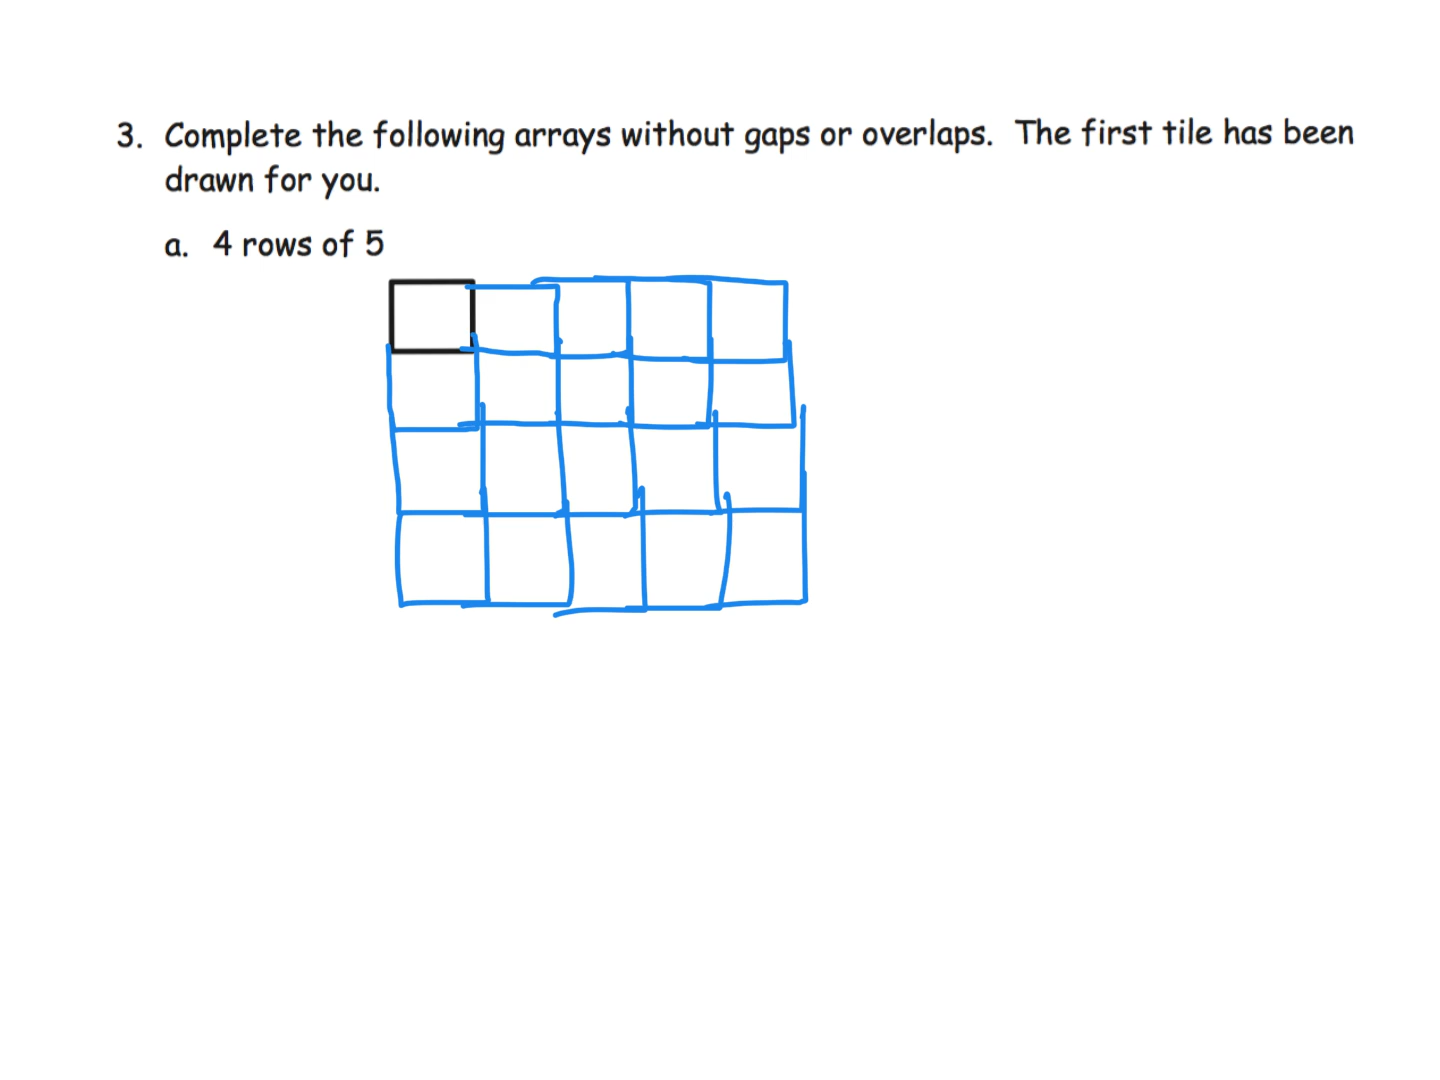 3. Complete the following arrays without gaps or overlaps. The first tile has been
drawn for you.
a. 4 rows of 5